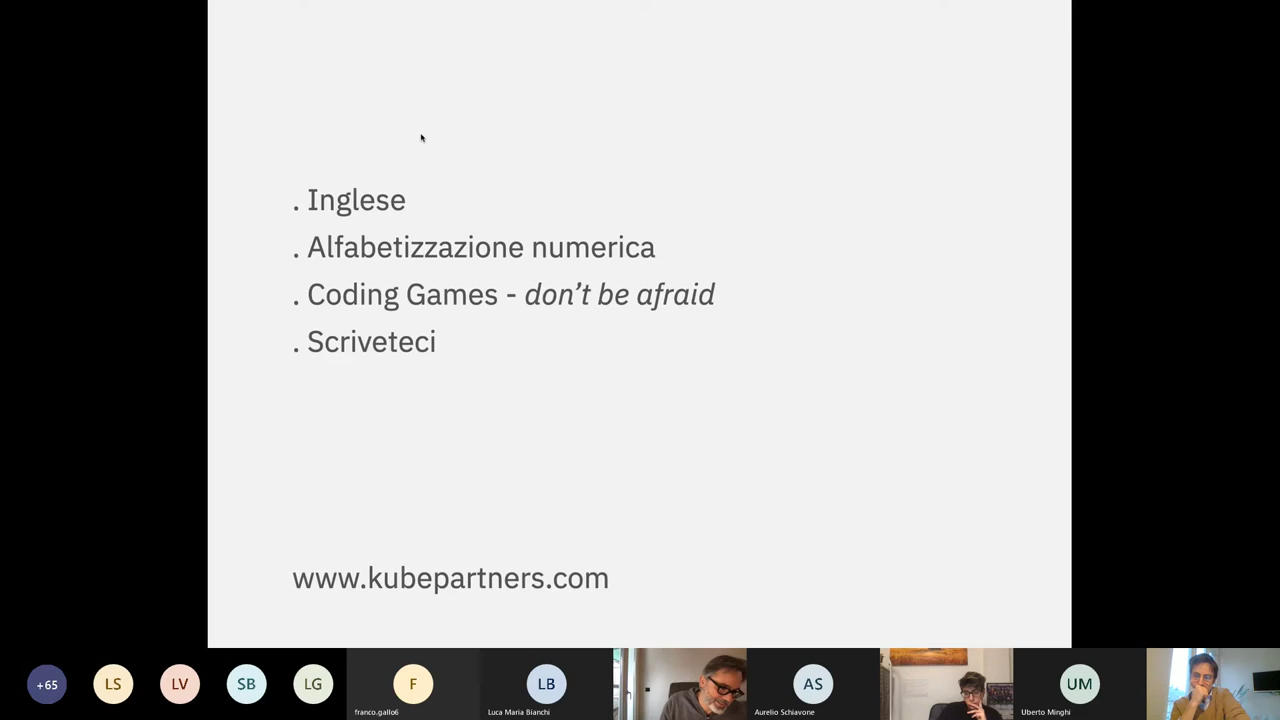 . Inglese
. Alfabetizzazione numerica
. Coding Games - don’t be afraid
. Scriveteci
www.kubepartners.com
+65
LS
LV
SB
LG
F
franco.gallo6
LB
Luca Maria Bianchi
AS
Aurelio Schiavone
UM
Uberto Minghi